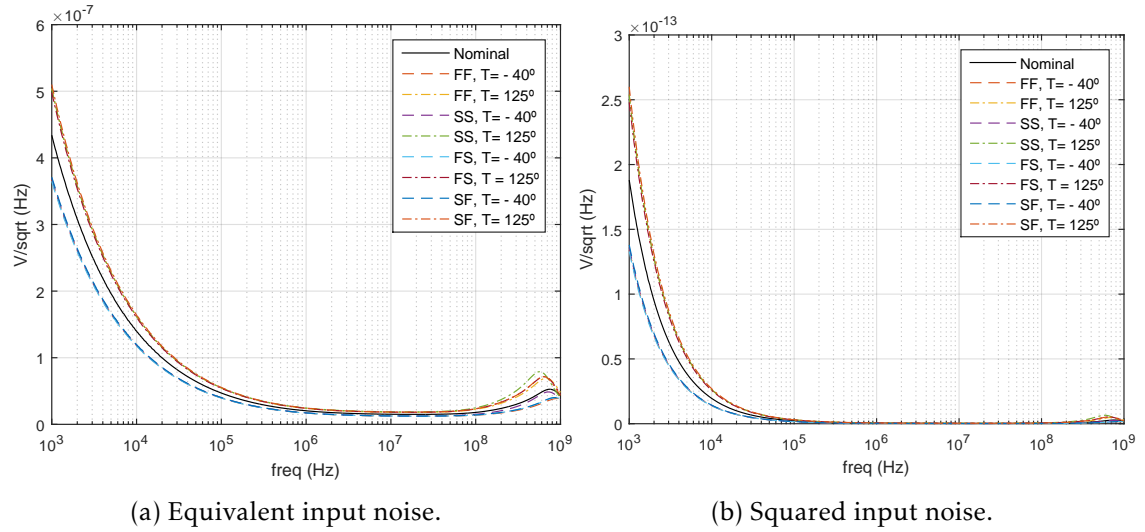 ×10⁻⁷
6
5
4
3
2
1
0
V/sqrt (Hz)
10³ 10⁴ 10⁵ 10⁶ 10⁷ 10⁸ 10⁹
freq (Hz)
Nominal
FF, T= - 40º
FF, T= 125º
SS, T= - 40º
SS, T= 125º
FS, T= - 40º
FS, T= 125º
SF, T= - 40º
SF, T= 125º
(a) Equivalent input noise.
×10⁻¹³
3
2.5
2
1.5
1
0.5
0
V/sqrt (Hz)
10³ 10⁴ 10⁵ 10⁶ 10⁷ 10⁸ 10⁹
freq (Hz)
Nominal
FF, T= - 40º
FF, T= 125º
SS, T= - 40º
SS, T= 125º
FS, T= - 40º
FS, T = 125º
SF, T= - 40º
SF, T= 125º
(b) Squared input noise.